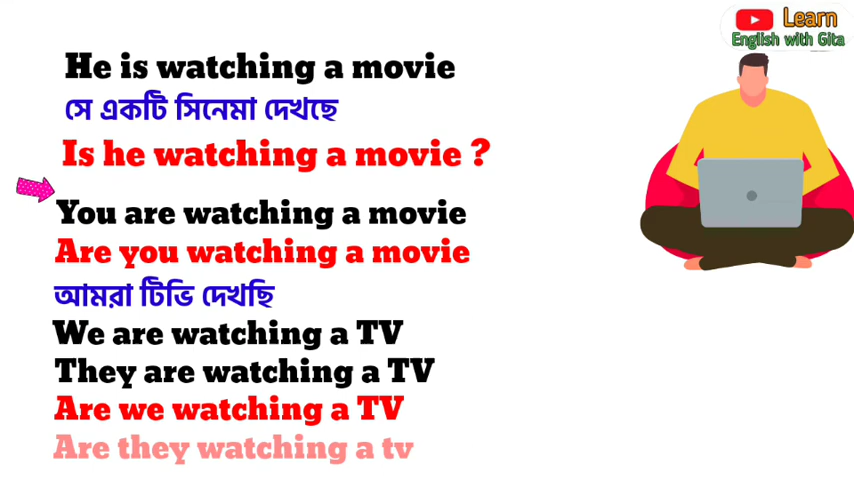 Learn
English with Gita
He is watching a movie
সে একটি সিনেমা দেখছে
Is he watching a movie ?
You are watching a movie
Are you watching a movie
আমরা টিভি দেখছি
We are watching a TV
They are watching a TV
Are we watching a TV
Are they watching a tv